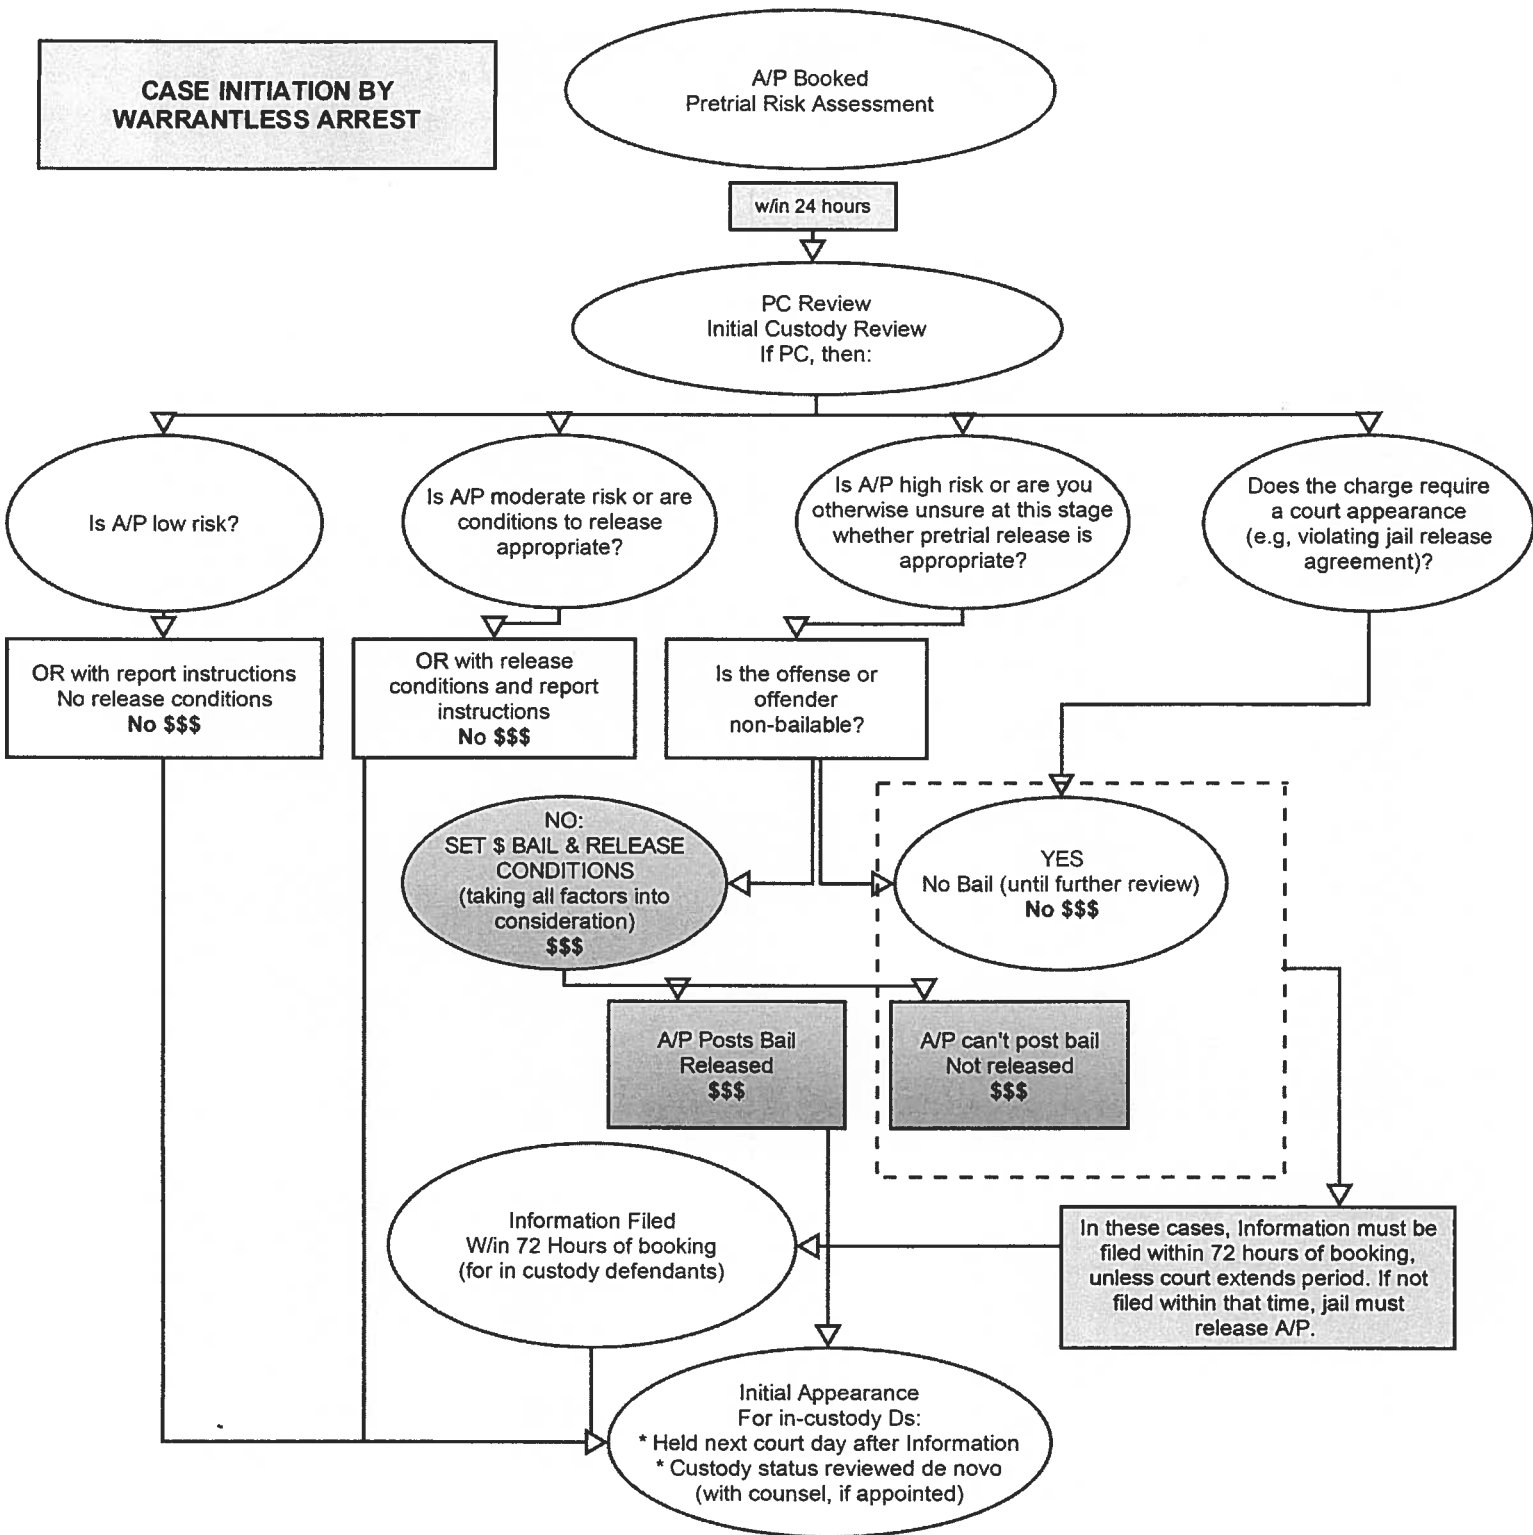 CASE INITIATION BY
WARRANTLESS ARREST
A/P Booked
Pretrial Risk Assessment
w/in 24 hours
PC Review
Initial Custody Review
If PC, then:
Is A/P low risk?
Is A/P moderate risk or are
conditions to release
appropriate?
Is A/P high risk or are you
otherwise unsure at this stage
whether pretrial release is
appropriate?
Does the charge require
a court appearance
(e.g, violating jail release
agreement)?
OR with report instructions
No release conditions
No $$$
OR with release
conditions and report
instructions
No $$$
Is the offense or
offender
non-bailable?
NO:
SET $ BAIL & RELEASE
CONDITIONS
(taking all factors into
consideration)
$$$
YES
No Bail (until further review)
No $$$
A/P Posts Bail
Released
$$$
A/P can't post bail
Not released
$$$
Information Filed
W/in 72 Hours of booking
(for in custody defendants)
In these cases, Information must be
filed within 72 hours of booking,
unless court extends period. If not
filed within that time, jail must
release A/P.
Initial Appearance
For in-custody Ds:
* Held next court day after Information
* Custody status reviewed de novo
(with counsel, if appointed)